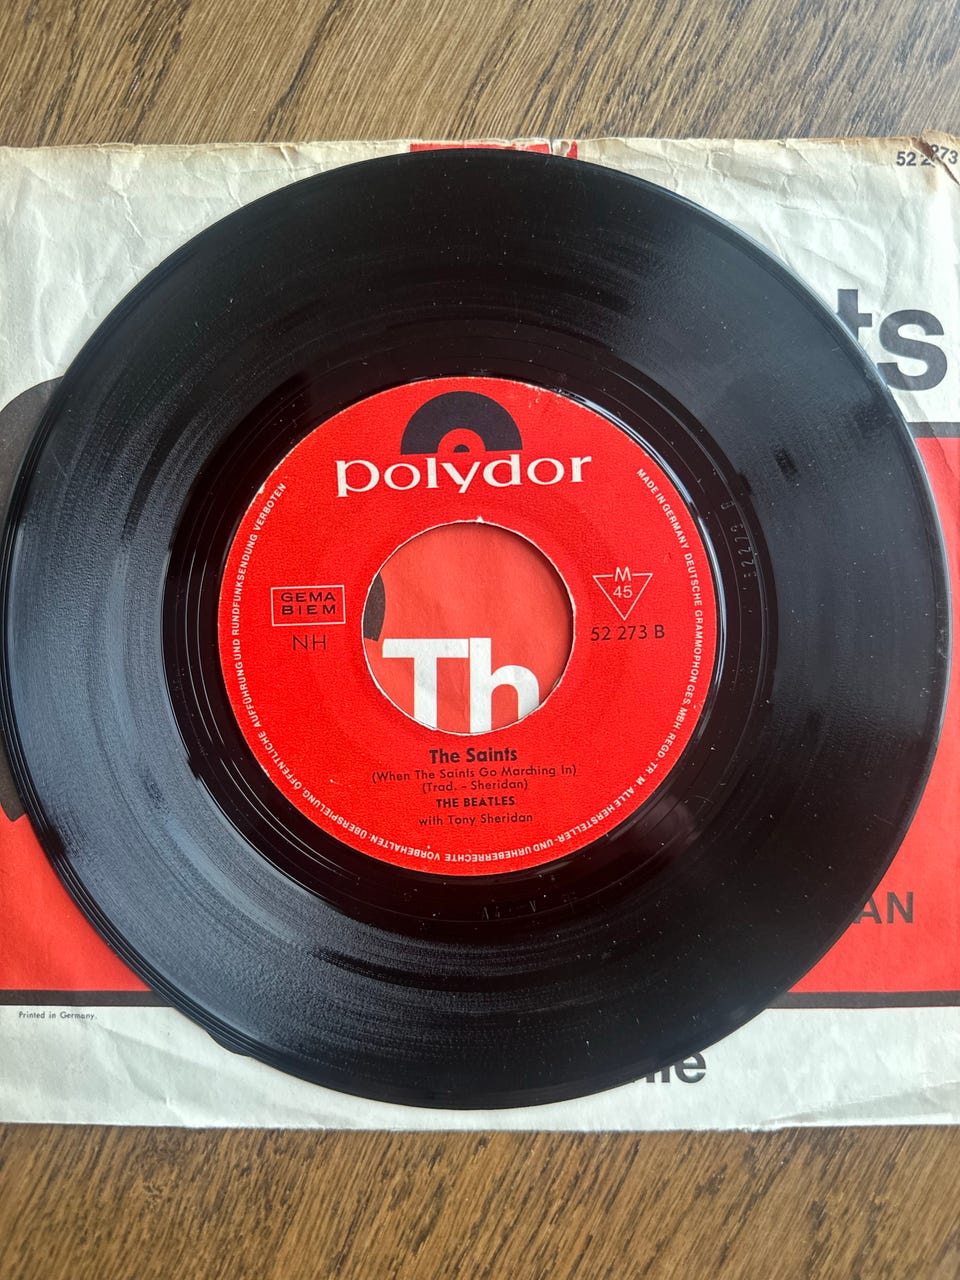 52 273
ts
polydor
GEMA
BIEM
NH
M
45
52 273 B
Th
The Saints
(When The Saints Go Marching In)
(Trad. - Sheridan)
THE BEATLES
with Tony Sheridan
MADE IN GERMANY DEUTSCHE GRAMMOPHON GES. MBH · REGD · TR · M. ALLE HERSTELLER- UND URHEBERRECHTE VORBEHALTEN · ÜBERSPIELUNG, ÖFFENTLICHE AUFFÜHRUNG UND RUNDFUNKSENDUNG VERBOTEN
AN
Printed in Germany.